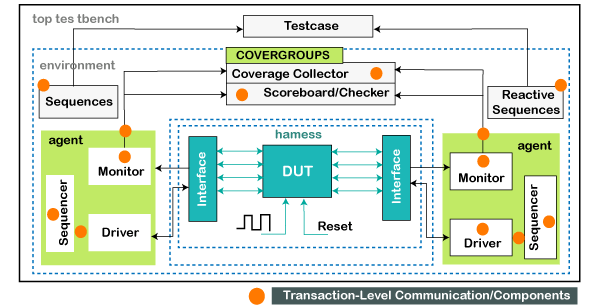 top tes tbench
Testcase
environment
COVERGROUPS
Coverage Collector
Scoreboard/Checker
Sequences
Reactive
Sequences
agent
Monitor
Sequencer
Driver
harness
Interface
DUT
Interface
Reset
agent
Monitor
Driver
Sequencer
Transaction-Level Communication/Components